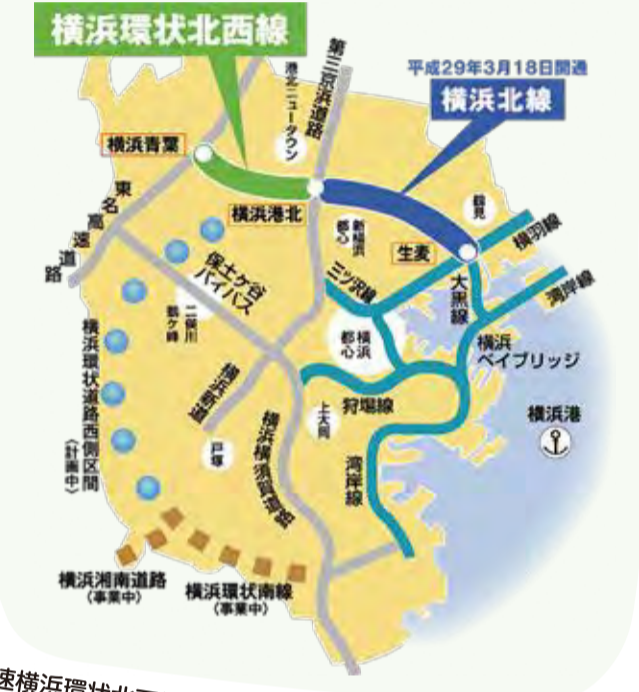 横浜環状北西線
平成29年3月18日開通
横浜北線
第三京浜道路
港北ニュータウン
横浜青葉
横浜港北
東名高速道路
新横浜都心
鶴見
生麦
横羽線
三ツ沢線
大黒線
湾岸線
保土ヶ谷バイパス
二俣川
鶴ケ峰
横浜都心
横浜ベイブリッジ
横浜新道
狩場線
上大岡
横浜港
横浜環状道路西側区間
(計画中)
戸塚
横浜横須賀道路
湾岸線
横浜湘南道路
(事業中)
横浜環状南線
(事業中)
速横浜環状北西